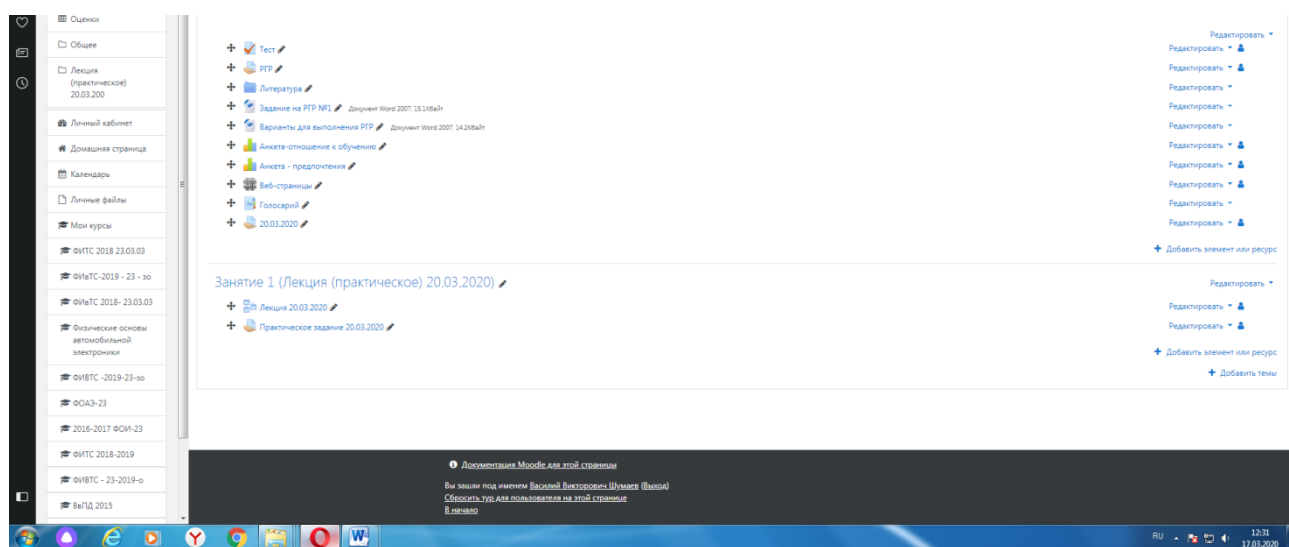 Оценки
Общее
Лекция
(практическое)
20.03.200
Личный кабинет
Домашняя страница
Календарь
Личные файлы
Мои курсы
ФИТС 2018 23.03.03
ФИвТС-2019 - 23 - зо
ФИвТС 2018- 23.03.03
Физические основы
автомобильной
электроники
ФИВТС -2019-23-зо
ФОАЭ-23
2016-2017 ФОИ-23
ФИТС 2018-2019
ФИВТС - 23-2019-о
ВвПД 2015
Редактировать
Тест Редактировать
РГР Редактировать
Литература Редактировать
Задание на РГР №1 Документ Word 2007, 15.1Кбайт Редактировать
Варианты для выполнения РГР Документ Word 2007, 14.2Кбайт Редактировать
Анкета-отношение к обучению Редактировать
Анкета - предпочтения Редактировать
Веб-страницы Редактировать
Голосарий Редактировать
20.03.2020 Редактировать
Добавить элемент или ресурс
Занятие 1 (Лекция (практическое) 20.03.2020) Редактировать
Лекция 20.03.2020 Редактировать
Практическое задание 20.03.2020 Редактировать
Добавить элемент или ресурс
Добавить темы
Документация Moodle для этой страницы
Вы зашли под именем Василий Викторович Шумаев (Выход)
Сбросить тур для пользователя на этой странице
В начало
RU
12:31
17.03.2020